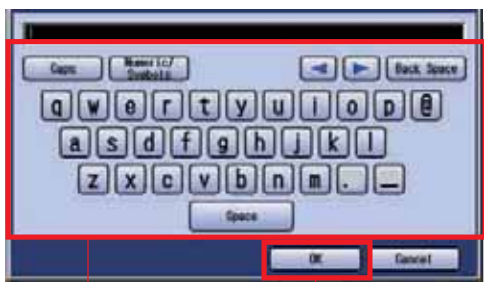 Caps Numeric/ Symbols Back Space
q w e r t y u i o p @
a s d f g h j k l
z x c v b n m . _
Space
OK Cancel